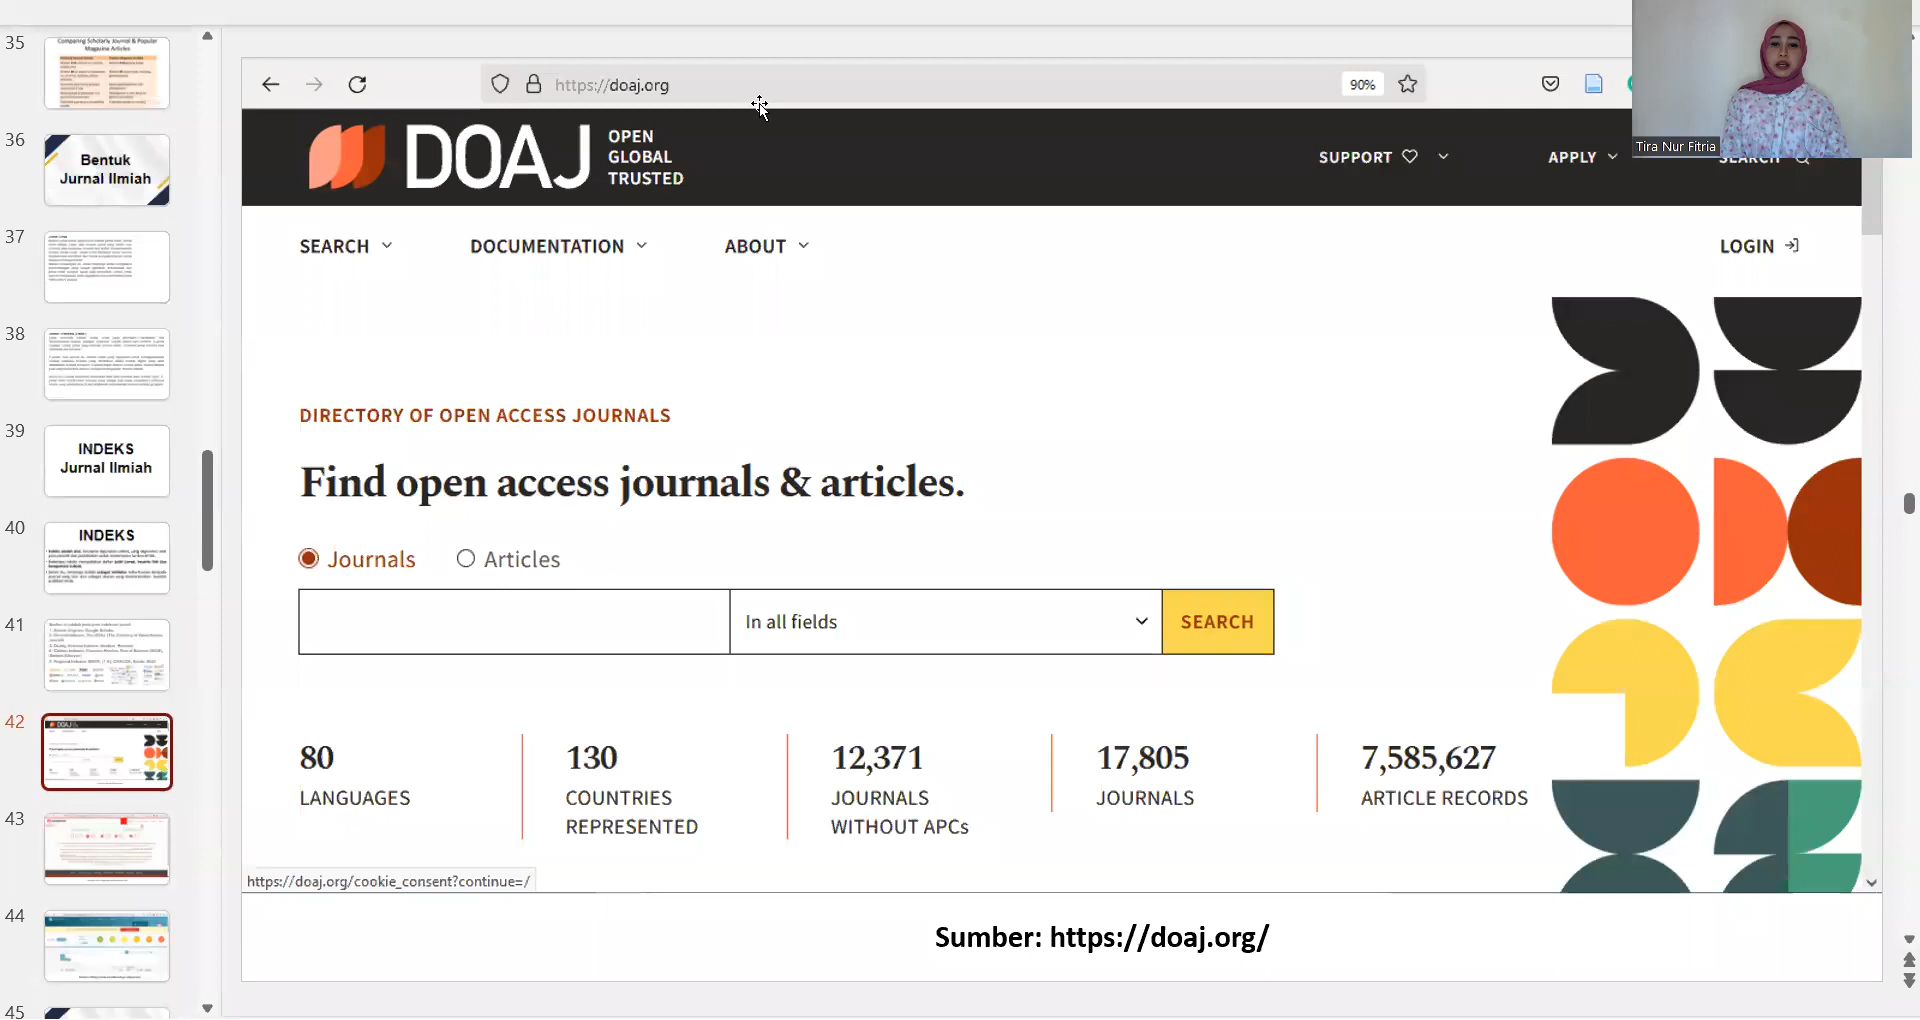 35
Comparing Scholarly Journal & Popular
Magazine Articles
36
Bentuk
Jurnal Ilmiah
37
38
39
INDEKS
Jurnal Ilmiah
40
INDEKS
41
42
43
44
45
https://doaj.org
90%
Tira Nur Fitria
DOAJ
OPEN
GLOBAL
TRUSTED
SUPPORT
APPLY
SEARCH
SEARCH
DOCUMENTATION
ABOUT
LOGIN
DIRECTORY OF OPEN ACCESS JOURNALS
Find open access journals & articles.
Journals
Articles
In all fields
SEARCH
80
LANGUAGES
130
COUNTRIES
REPRESENTED
12,371
JOURNALS
WITHOUT APCs
17,805
JOURNALS
7,585,627
ARTICLE RECORDS
https://doaj.org/cookie_consent?continue=/
Sumber: https://doaj.org/